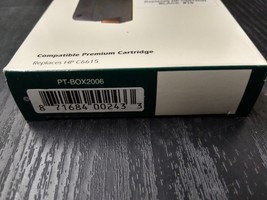 Compatible Premium Cartridge
Replaces HP C6615
PT-BOX2006
8 71684 00243 3